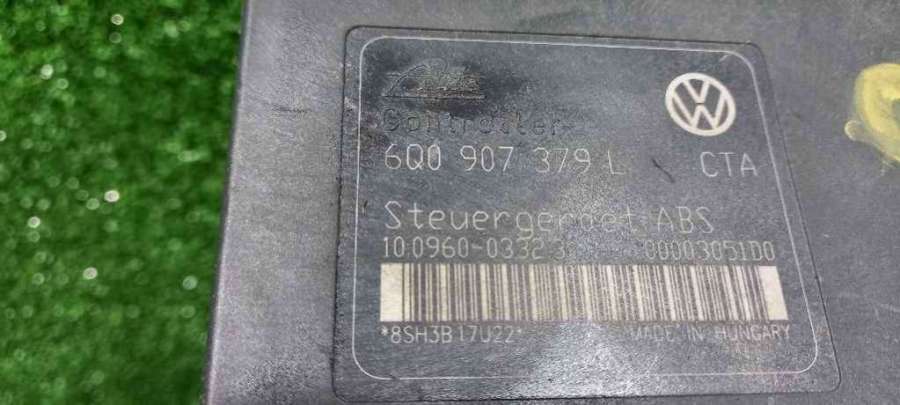 Controller
6Q0 907 379 L CTA
Steuergeraet ABS
10.0960-0332.3 00003051D0
*8SH3B17U22* MADE IN HUNGARY